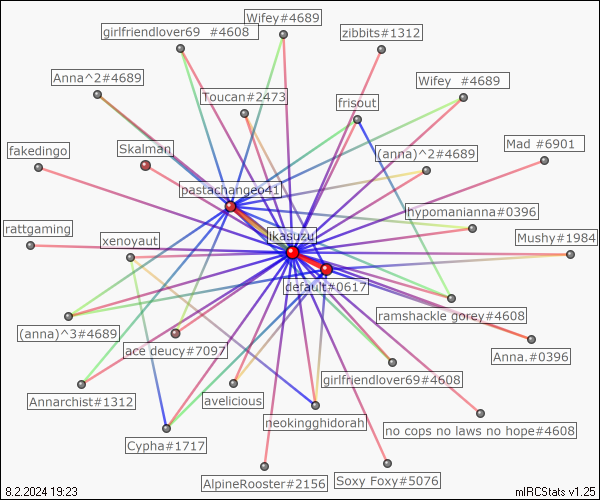 Wifey#4689
girlfriendlover69 #4608
zibbits#1312
Anna^2#4689
Wifey #4689
Toucan#2473
frisout
Mad #6901
fakedingo
Skalman
(anna)^2#4689
pastachangeo41
hypomanianna#0396
rattgaming
xenoyaut
ikasuzu
Mushy#1984
default#0617
ramshackle gorey#4608
(anna)^3#4689
ace deucy#7097
Anna.#0396
girlfriendlover69#4608
Annarchist#1312
avelicious
neokingghidorah
no cops no laws no hope#4608
Cypha#1717
AlpineRooster#2156
Soxy Foxy#5076
8.2.2024 19:23
mIRCStats v1.25